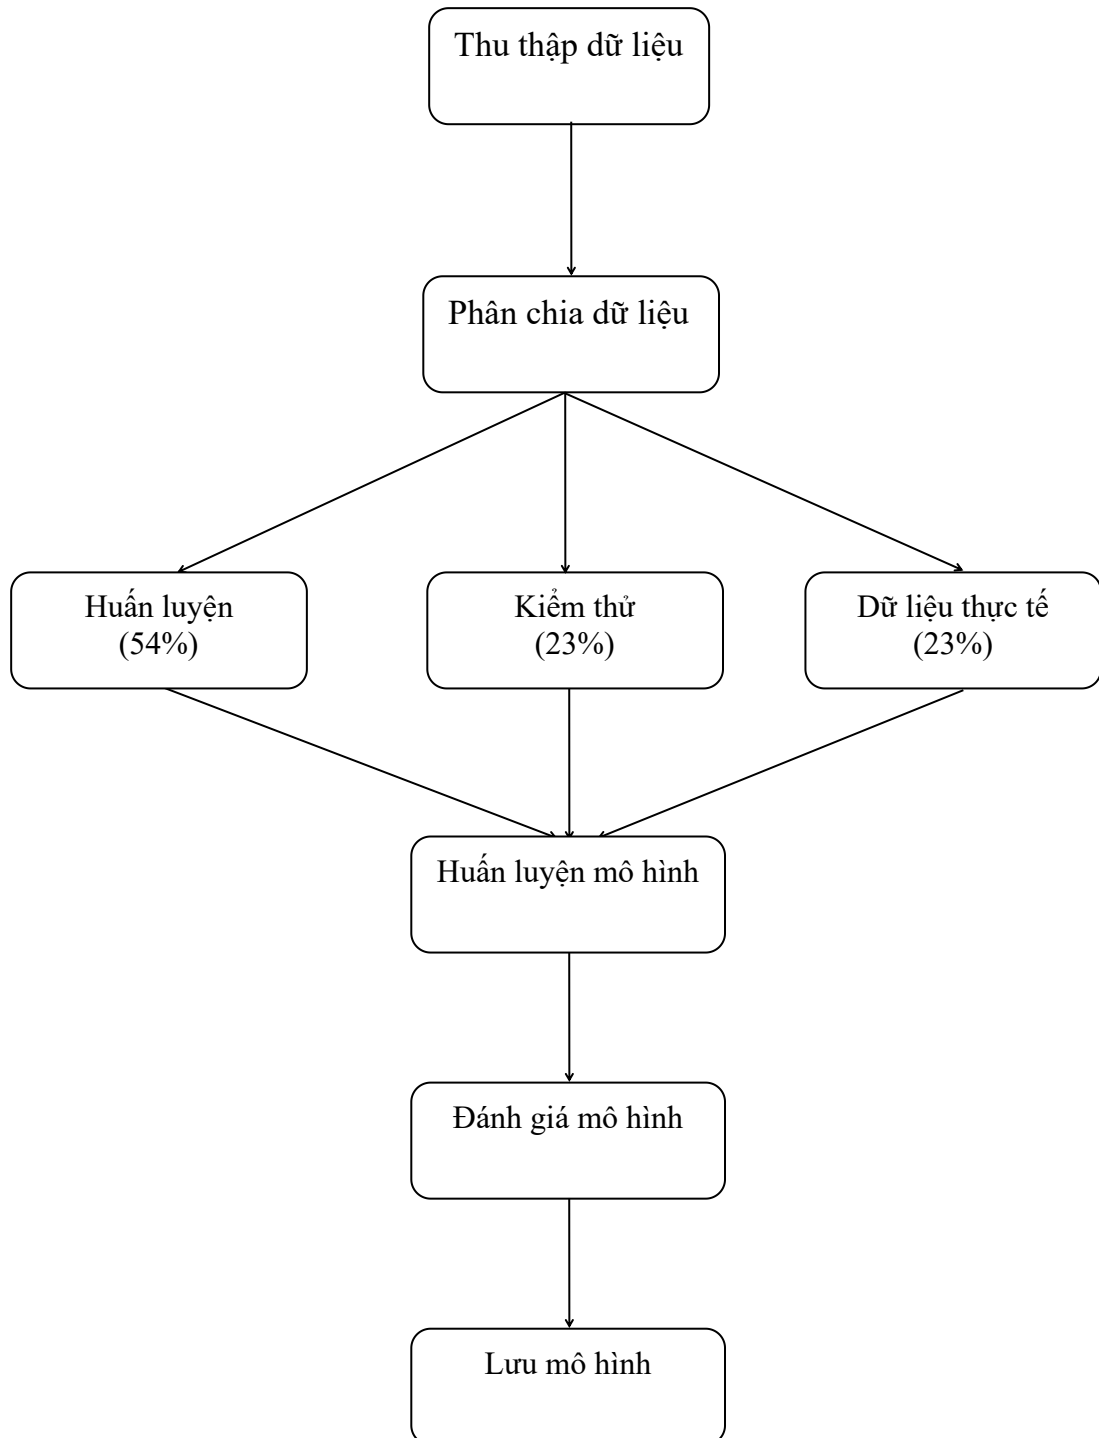 Thu thập dữ liệu
Phân chia dữ liệu
Huấn luyện
(54%)
Kiểm thử
(23%)
Dữ liệu thực tế
(23%)
Huấn luyện mô hình
Đánh giá mô hình
Lưu mô hình